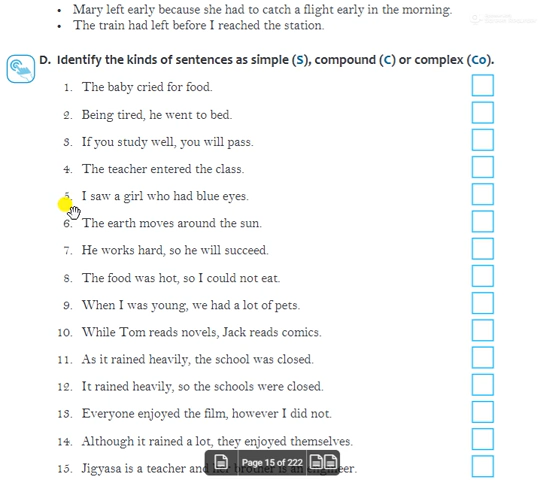 • Mary left early because she had to catch a flight early in the morning.
• The train had left before I reached the station.
D. Identify the kinds of sentences as simple (S), compound (C) or complex (Co).
1. The baby cried for food.
2. Being tired, he went to bed.
3. If you study well, you will pass.
4. The teacher entered the class.
5. I saw a girl who had blue eyes.
6. The earth moves around the sun.
7. He works hard, so he will succeed.
8. The food was hot, so I could not eat.
9. When I was young, we had a lot of pets.
10. While Tom reads novels, Jack reads comics.
11. As it rained heavily, the school was closed.
12. It rained heavily, so the schools were closed.
13. Everyone enjoyed the film, however I did not.
14. Although it rained a lot, they enjoyed themselves.
15. Jigyasa is a teacher and her brother is an engineer.
Page 15 of 222